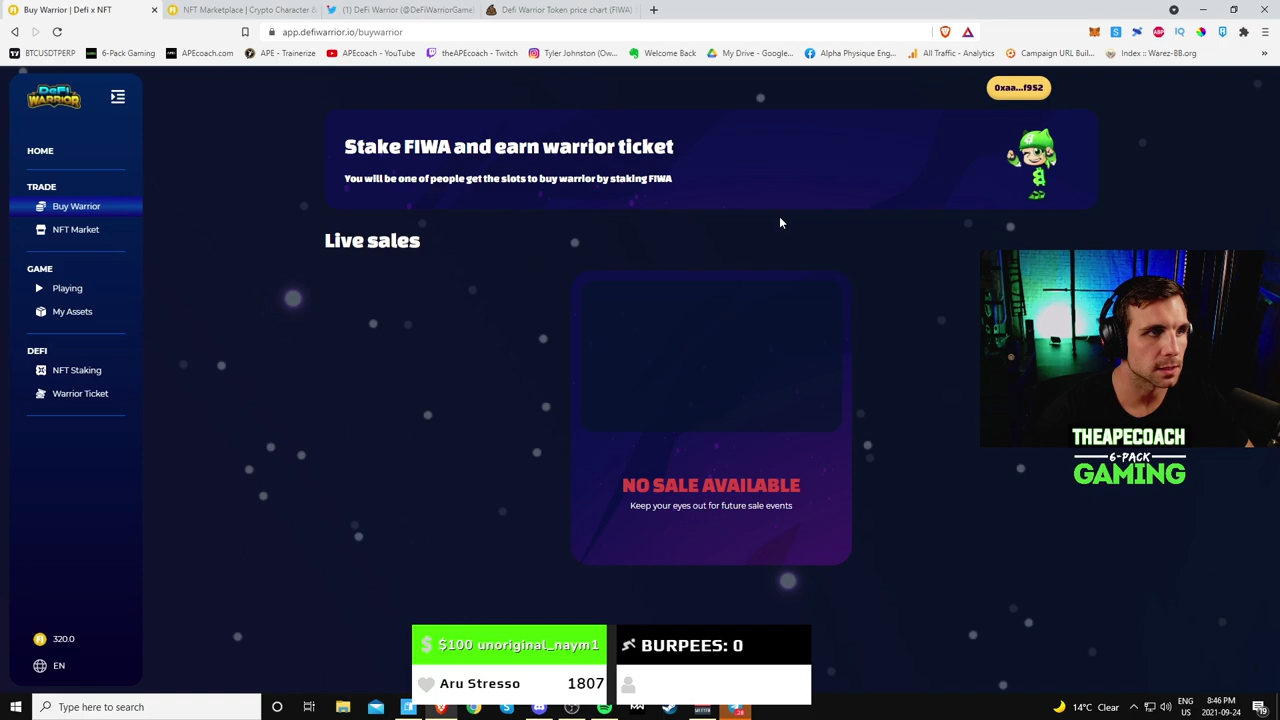 Buy Warrior | Defi x NFT
NFT Marketplace | Crypto Character &
(1) DeFi Warrior (@DeFiWarriorGame)
Defi Warrior Token price chart (FIWA)
app.defiwarrior.io/buywarrior
BTCUSDTPERP
6-Pack Gaming
APEcoach.com
APE - Trainerize
APEcoach - YouTube
theAPEcoach - Twitch
Tyler Johnston (Ow...
Welcome Back
My Drive - Google...
Alpha Physique Eng...
All Traffic - Analytics
Campaign URL Buil...
Index :: Warez-BB.org
DeFi WARRIOR
0xaa...f952
HOME
TRADE
Buy Warrior
NFT Market
GAME
Playing
My Assets
DEFI
NFT Staking
Warrior Ticket
320.0
EN
Stake FIWA and earn warrior ticket
You will be one of people get the slots to buy warrior by staking FIWA
Live sales
NO SALE AVAILABLE
Keep your eyes out for future sale events
THEAPECOACH
6-PACK
GAMING
$100 unoriginal_naym1
Aru Stresso 1807
BURPEES: 0
Type here to search
14°C Clear
ENG
US
8:46 PM
2021-09-24